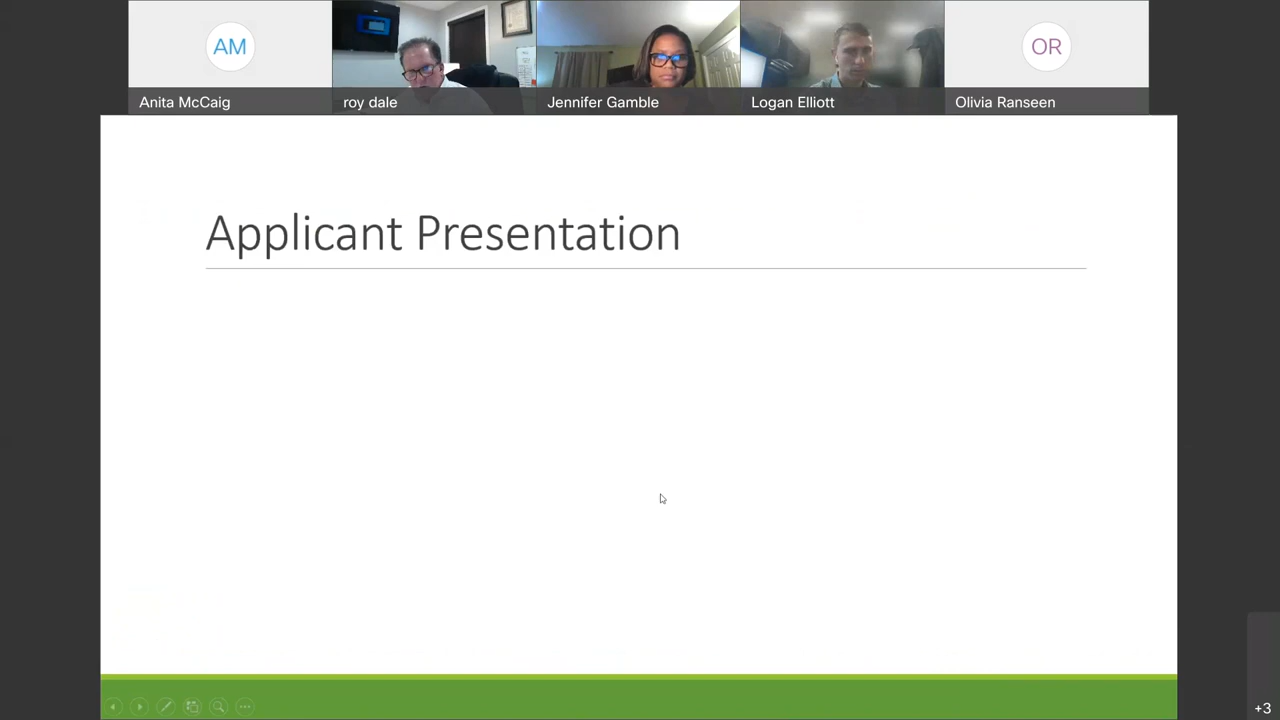 AM
OR
Anita McCaig
roy dale
Jennifer Gamble
Logan Elliott
Olivia Ranseen
Applicant Presentation
+3